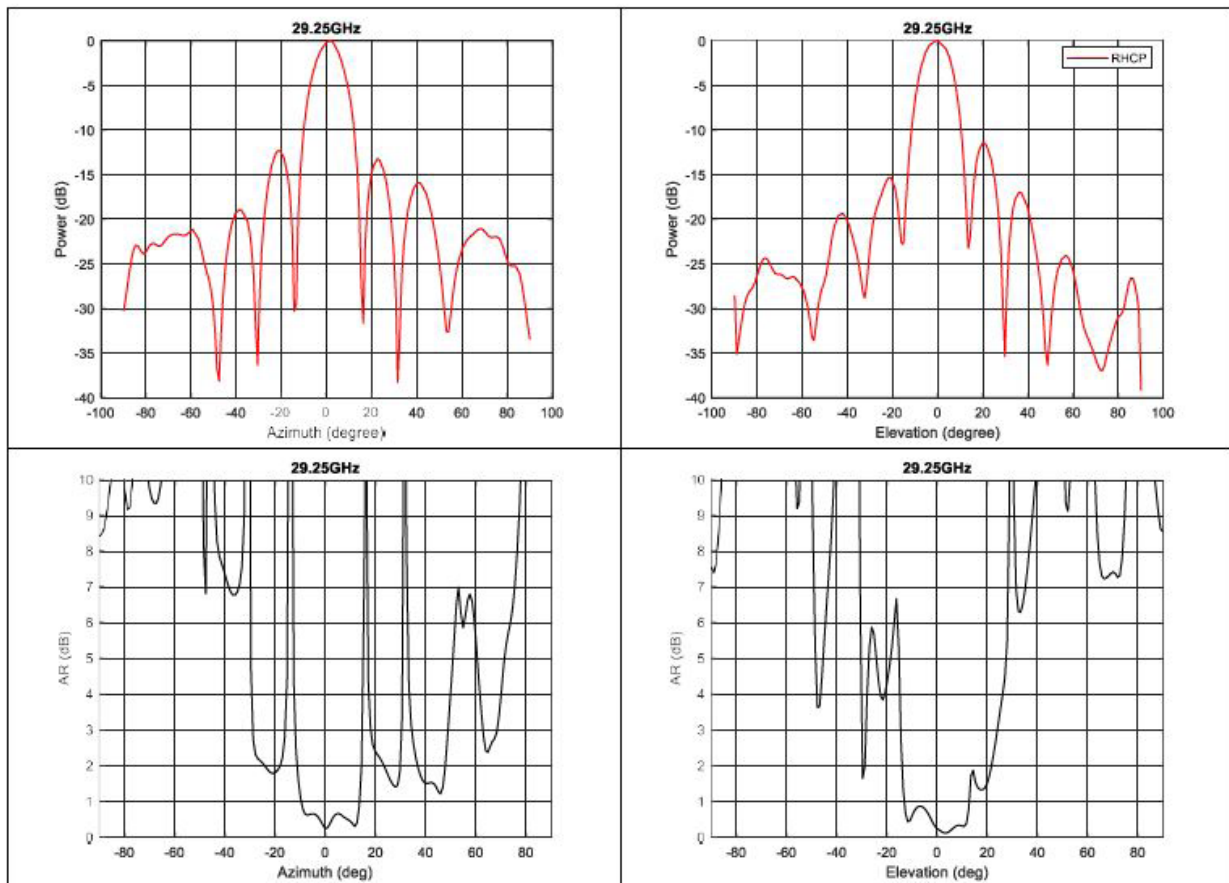 29.25GHz
0
-5
-10
-15
-20
-25
-30
-35
-40
Power (dB)
-100 -80 -60 -40 -20 0 20 40 60 80 100
Azimuth (degree)
29.25GHz
RHCP
0
-5
-10
-15
-20
-25
-30
-35
-40
Power (dB)
-100 -80 -60 -40 -20 0 20 40 60 80 100
Elevation (degree)
29.25GHz
10
9
8
7
6
5
4
3
2
1
0
AR (dB)
-80 -60 -40 -20 0 20 40 60 80
Azimuth (deg)
29.25GHz
10
9
8
7
6
5
4
3
2
1
0
AR (dB)
-80 -60 -40 -20 0 20 40 60 80
Elevation (deg)